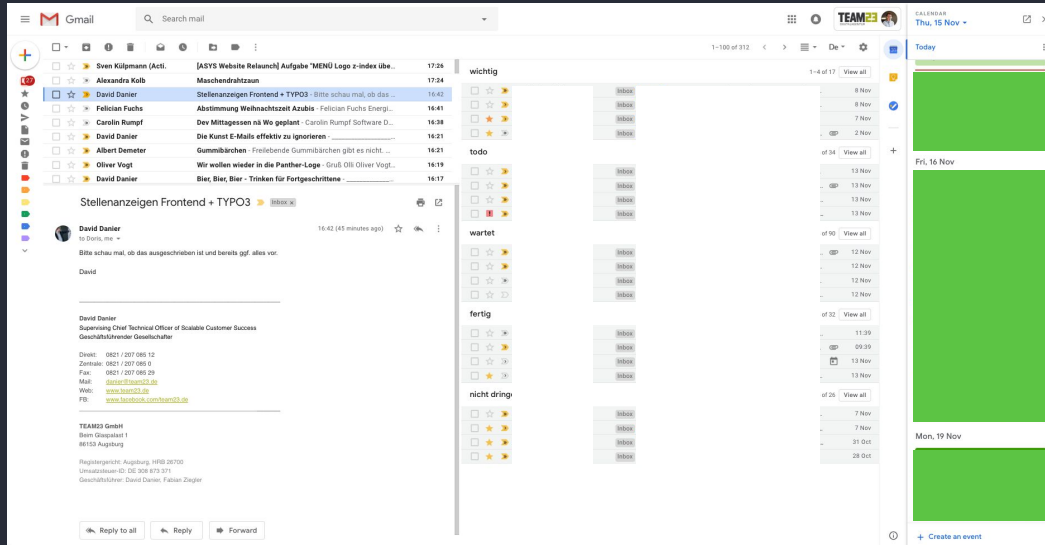 Gmail
Search mail
TEAM23
CALENDAR
Thu, 15 Nov
1–100 of 312
De
Today
27
Sven Külpmann (Acti. [ASYS Website Relaunch] Aufgabe "MENÜ Logo z-index übe... 17:26
Alexandra Kolb Maschendrahtzaun 17:24
David Danier Stellenanzeigen Frontend + TYPO3 - Bitte schau mal, ob das ... 16:42
Felician Fuchs Abstimmung Weihnachtszeit Azubis - Felician Fuchs Energi... 16:41
Carolin Rumpf Dev Mittagessen nä Wo geplant - Carolin Rumpf Software D... 16:38
David Danier Die Kunst E-Mails effektiv zu ignorieren - 16:21
Albert Demeter Gummibärchen - Freilebende Gummibärchen gibt es nicht. ... 16:21
Oliver Vogt Wir wollen wieder in die Panther-Loge - Gruß Olli Oliver Vogt... 16:19
David Danier Bier, Bier, Bier - Trinken für Fortgeschrittene - 16:17
Stellenanzeigen Frontend + TYPO3 Inbox x
David Danier 16:42 (45 minutes ago)
to Doris, me
Bitte schau mal, ob das ausgeschrieben ist und bereits ggf. alles vor.
David
David Danier
Supervising Chief Technical Officer of Scalable Customer Success
Geschäftsführender Gesellschafter
Direkt: 0821 / 207 085 12
Zentrale: 0821 / 207 085 0
Fax: 0821 / 207 085 29
Mail: danier@team23.de
Web: www.team23.de
FB: www.facebook.com/team23.de
TEAM23 GmbH
Beim Glaspalast 1
86153 Augsburg
Registergericht: Augsburg, HRB 26700
Umsatzsteuer-ID: DE 308 673 371
Geschäftsführer: David Danier, Fabian Ziegler
Reply to all Reply Forward
wichtig 1–4 of 17 View all
Inbox 8 Nov
Inbox 8 Nov
Inbox 7 Nov
Inbox 2 Nov
todo of 34 View all
Inbox 13 Nov
Inbox 13 Nov
Inbox 13 Nov
Inbox 13 Nov
wartet of 90 View all
Inbox 12 Nov
Inbox 12 Nov
Inbox 12 Nov
Inbox 12 Nov
fertig of 32 View all
Inbox 11:39
Inbox 09:39
Inbox 13 Nov
Inbox 13 Nov
nicht dring of 26 View all
Inbox 7 Nov
Inbox 7 Nov
Inbox 31 Oct
Inbox 28 Oct
Fri, 16 Nov
Mon, 19 Nov
+ Create an event